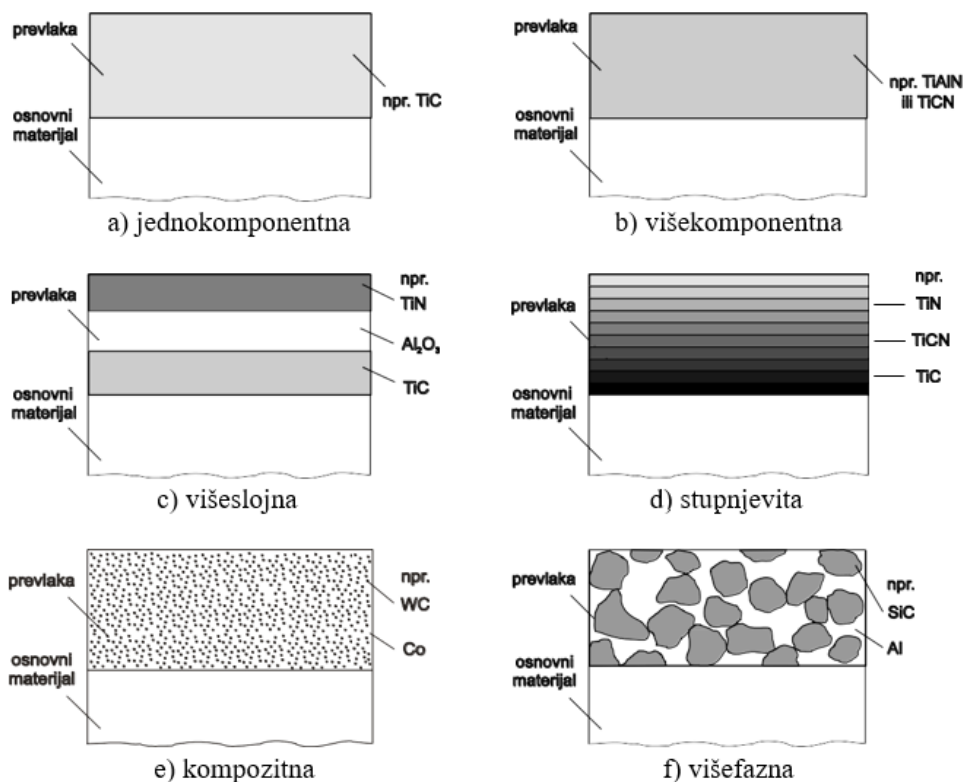 prevlaka
npr. TiC
osnovni
materijal
a) jednokomponentna
prevlaka
npr. TiAlN
ili TiCN
osnovni
materijal
b) višekomponentna
prevlaka
npr.
TiN
Al₂O₃
TiC
osnovni
materijal
c) višeslojna
prevlaka
npr.
TiN
TiCN
TiC
osnovni
materijal
d) stupnjevita
prevlaka
npr.
WC
Co
osnovni
materijal
e) kompozitna
prevlaka
npr.
SiC
Al
osnovni
materijal
f) višefazna